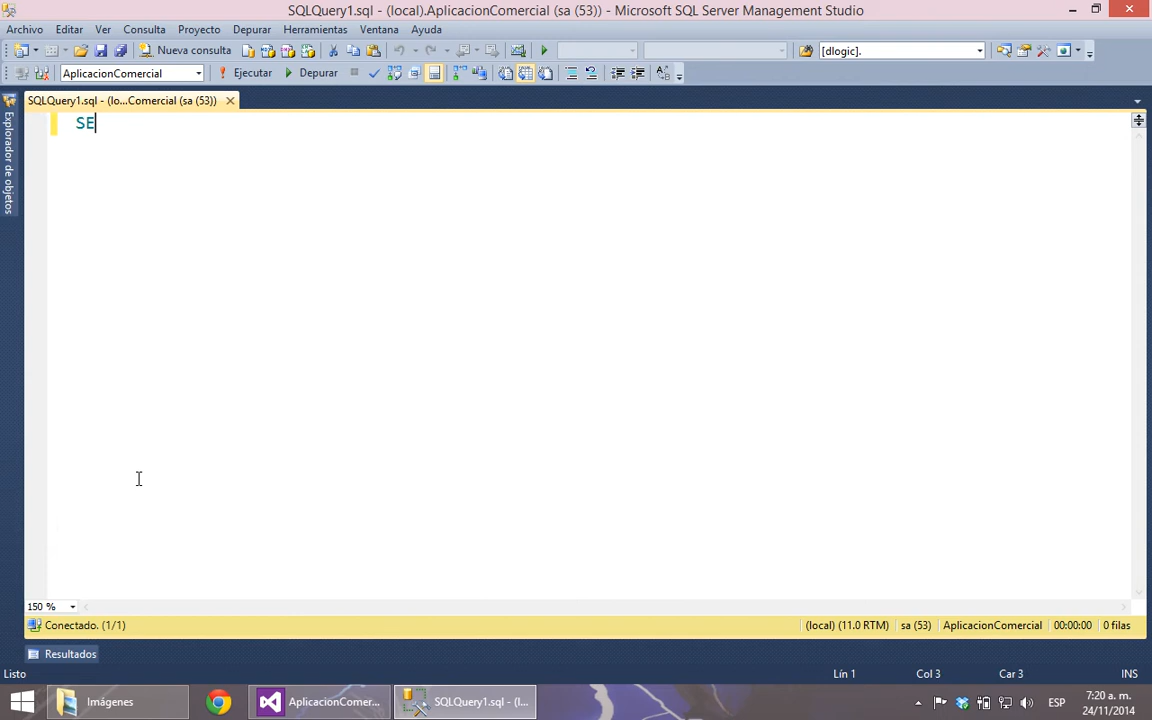 SQLQuery1.sql - (local).AplicacionComercial (sa (53)) - Microsoft SQL Server Management Studio
Archivo Editar Ver Consulta Proyecto Depurar Herramientas Ventana Ayuda
Nueva consulta [dlogic].
AplicacionComercial Ejecutar Depurar
SQLQuery1.sql - (lo...Comercial (sa (53))
Explorador de objetos
SE
150 %
Conectado. (1/1) (local) (11.0 RTM) sa (53) AplicacionComercial 00:00:00 0 filas
Resultados
Listo Lín 1 Col 3 Car 3 INS
Imágenes AplicacionComer... SQLQuery1.sql - (l... ESP 7:20 a. m.
24/11/2014